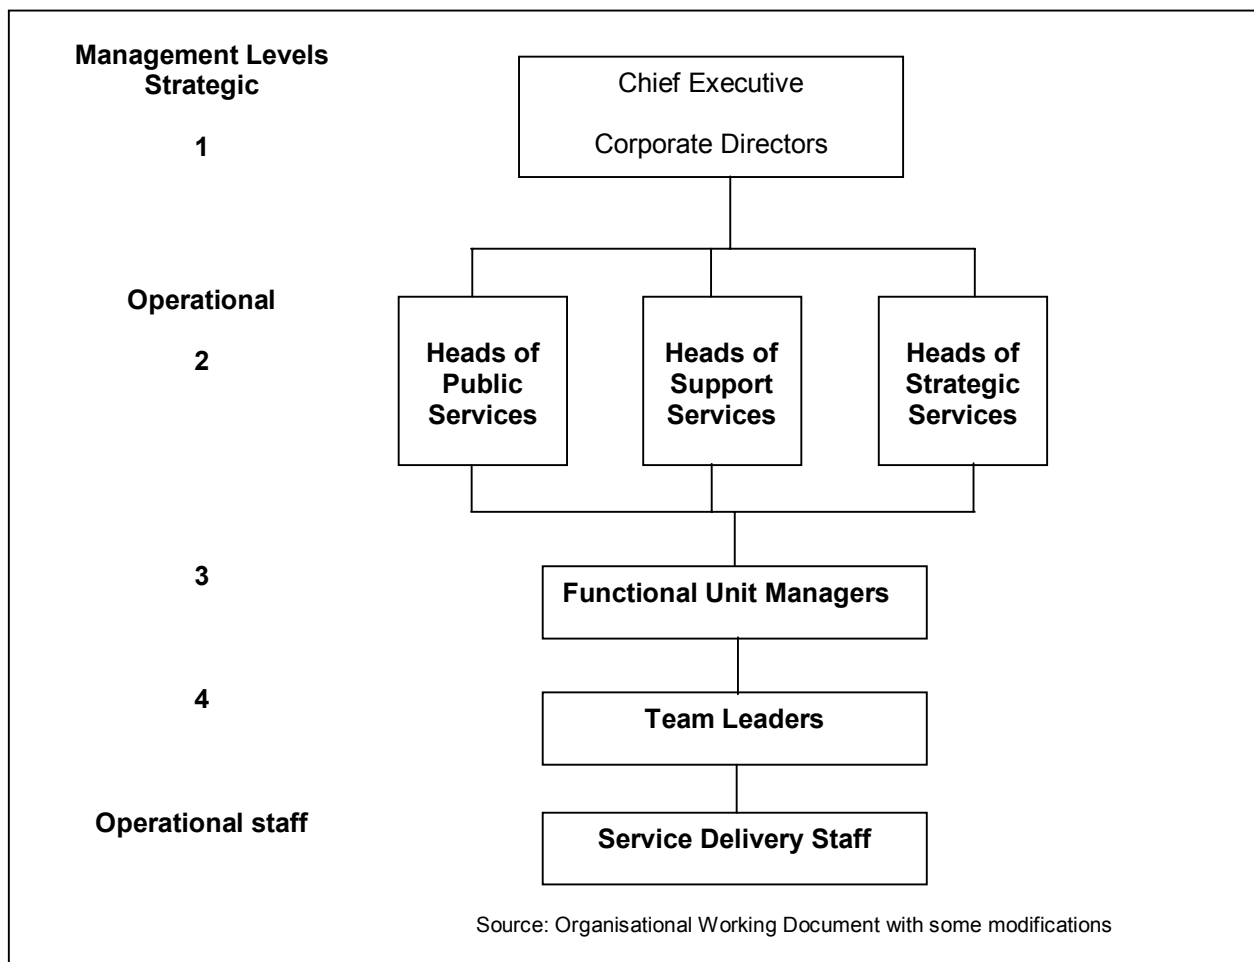 Management Levels
Strategic
1
Chief Executive
Corporate Directors
Operational
2
Heads of
Public
Services
Heads of
Support
Services
Heads of
Strategic
Services
3
Functional Unit Managers
4
Team Leaders
Operational staff
Service Delivery Staff
Source: Organisational Working Document with some modifications